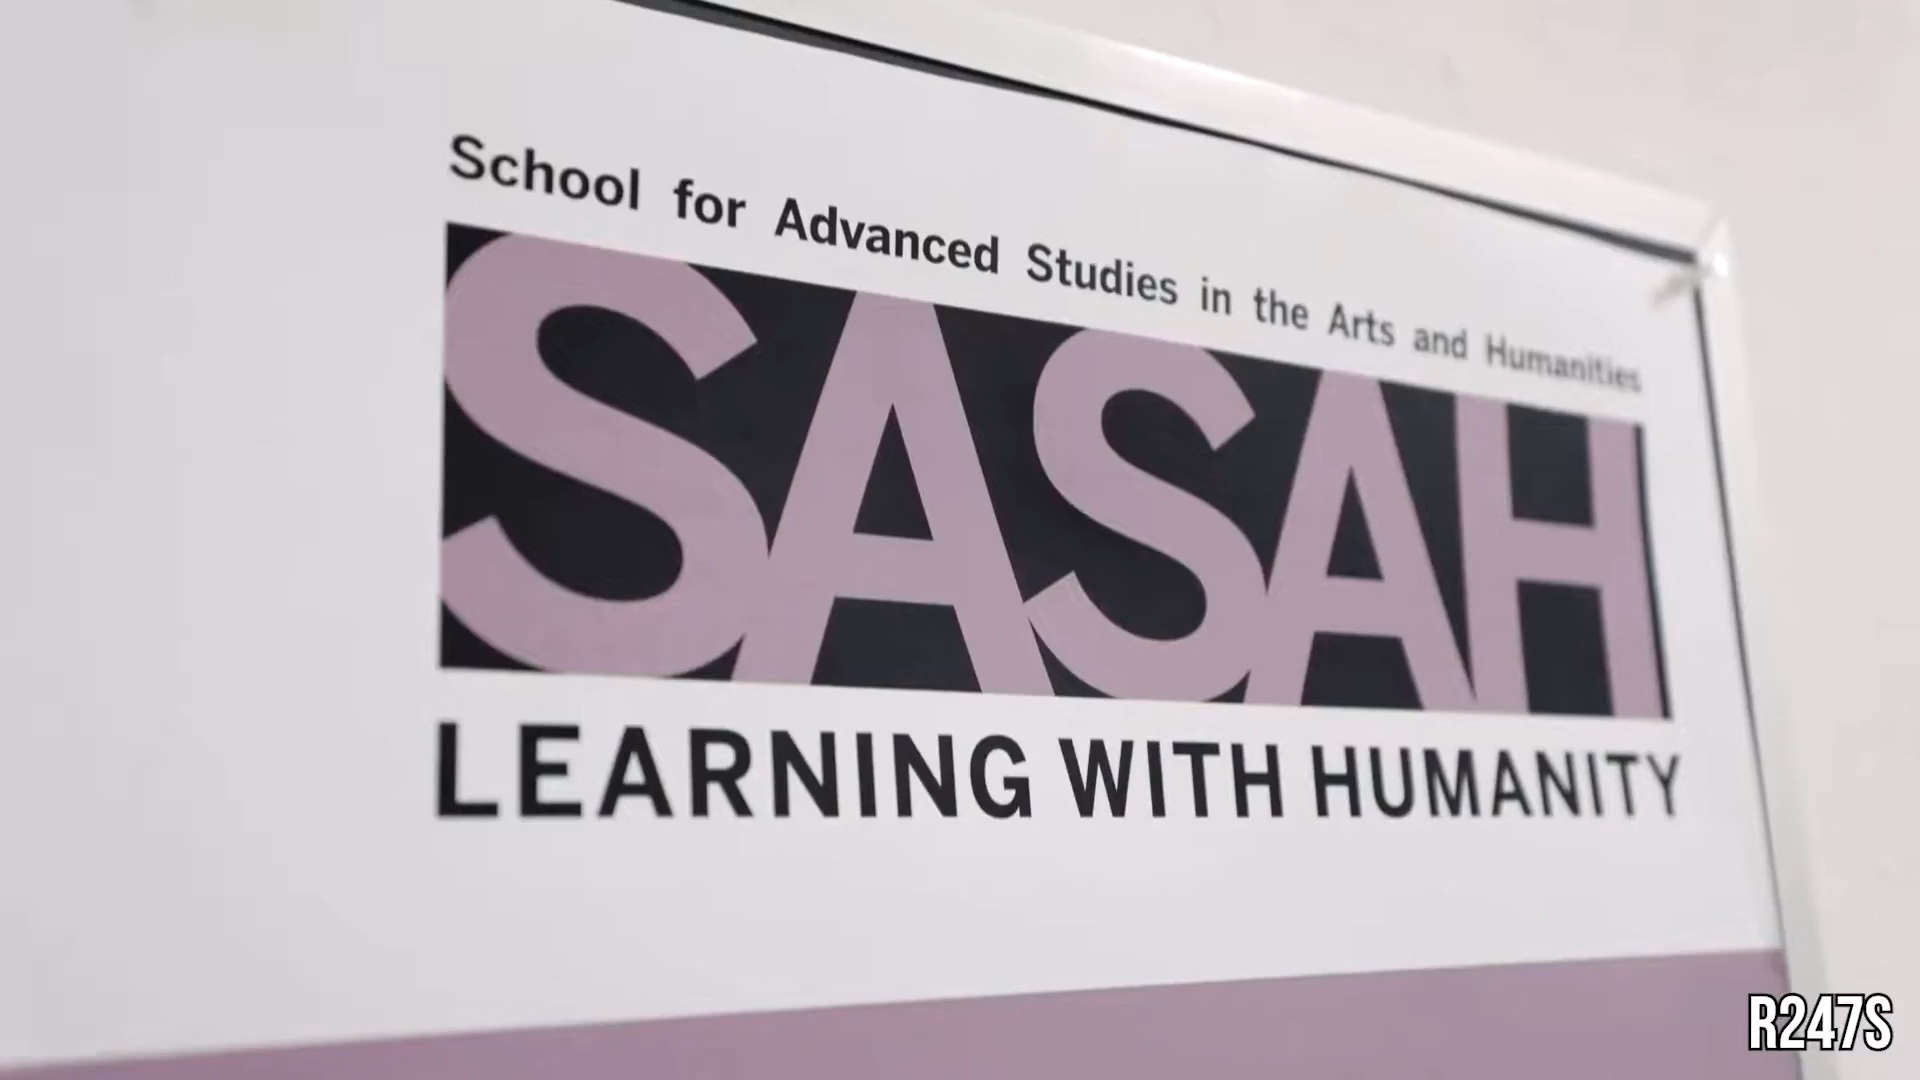 School for Advanced Studies in the Arts and Humanities
SASAH
LEARNING WITH HUMANITY
R247S